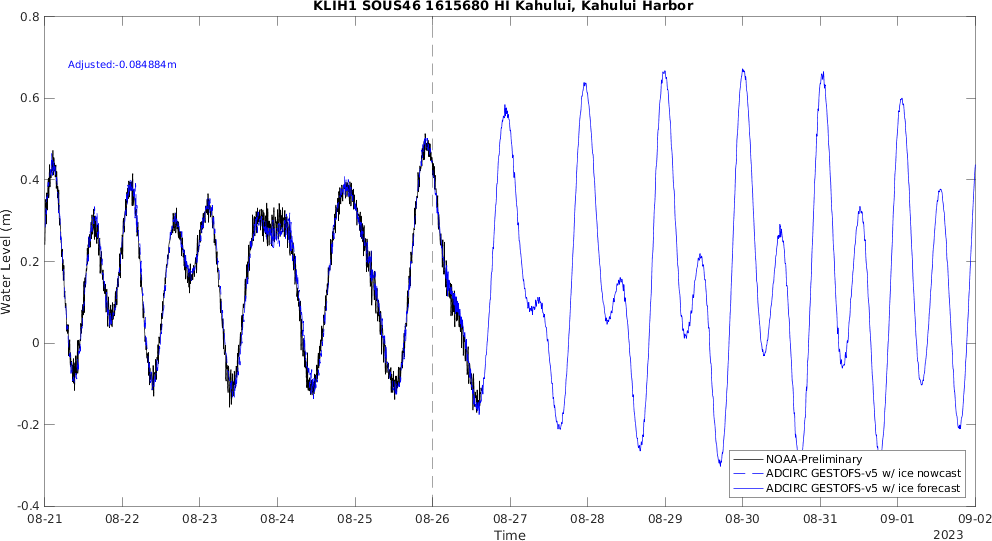 KLIH1 SOUS46 1615680 HI Kahului, Kahului Harbor
Adjusted:-0.084884m
0.8
0.6
0.4
0.2
0
-0.2
-0.4
Water Level (m)
NOAA-Preliminary
ADCIRC GESTOFS-v5 w/ ice nowcast
ADCIRC GESTOFS-v5 w/ ice forecast
08-21 08-22 08-23 08-24 08-25 08-26 08-27 08-28 08-29 08-30 08-31 09-01 09-02
Time
2023